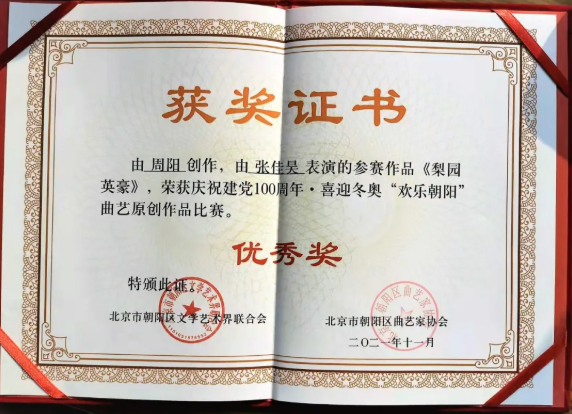 获奖证书
由 周阳 创作，由 张佳昊 表演的参赛作品《梨园
英豪》，荣获庆祝建党100周年·喜迎冬奥“欢乐朝阳”
曲艺原创作品比赛。
优秀奖
特颁此证。
北京市朝阳区文学艺术界联合会
北京市朝阳区曲艺家协会
二〇二一年十一月